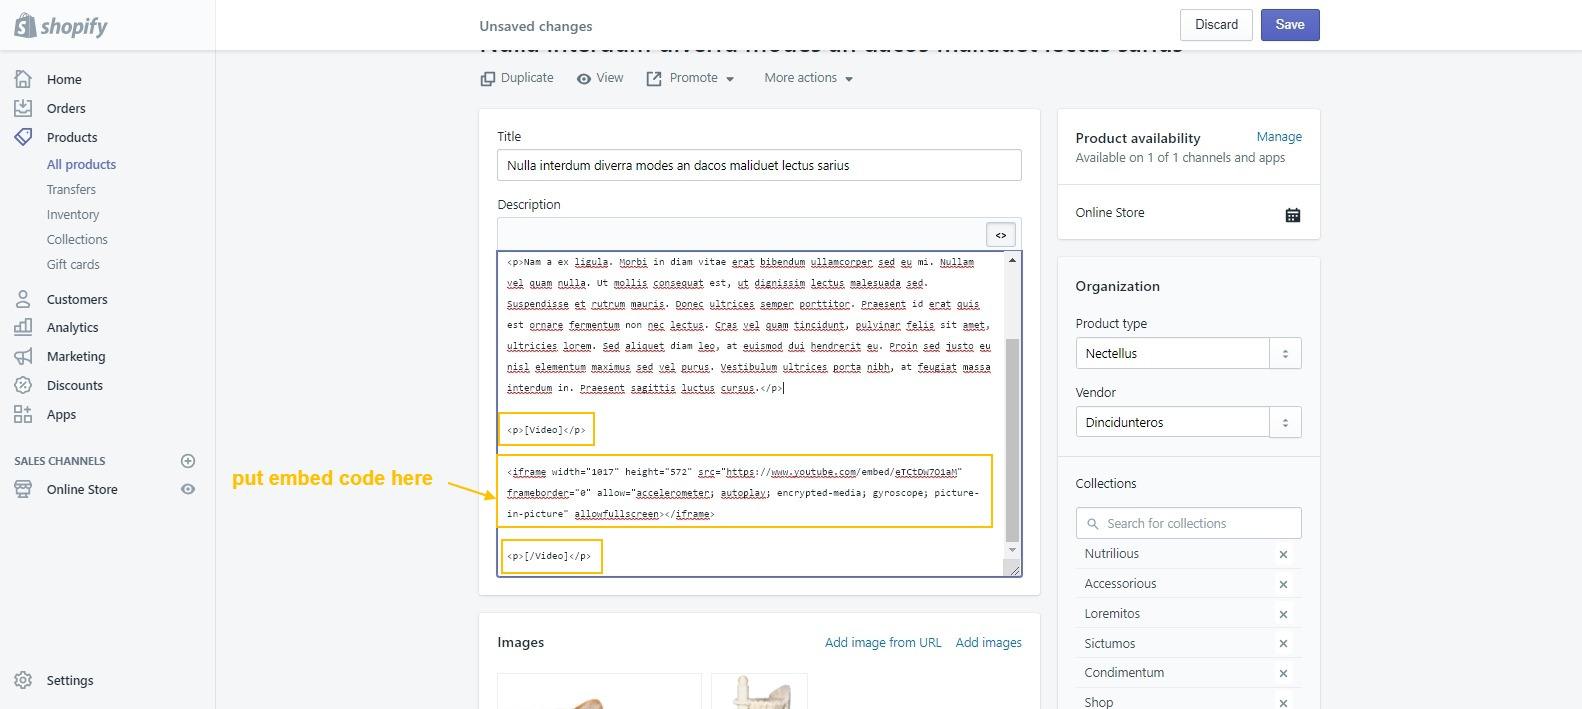 shopify
Unsaved changes
Discard
Save
Nulla interdum diverra modes an dacos maliduet lectus sarius
Duplicate
View
Promote
More actions
Home
Orders
Products
All products
Transfers
Inventory
Collections
Gift cards
Customers
Analytics
Marketing
Discounts
Apps
SALES CHANNELS
Online Store
Settings
Title
Nulla interdum diverra modes an dacos maliduet lectus sarius
Description
<>
<p>Nam a ex ligula. Morbi in diam vitae erat bibendum ullamcorper sed eu mi. Nullam
vel quam nulla. Ut mollis consequat est, ut dignissim lectus malesuada sed.
Suspendisse et rutrum mauris. Donec ultrices semper porttitor. Praesent id erat quis
est ornare fermentum non nec lectus. Cras vel quam tincidunt, pulvinar felis sit amet,
ultricies lorem. Sed aliquet diam leo, at euismod dui hendrerit eu. Proin sed justo eu
nisl elementum maximus sed vel purus. Vestibulum ultrices porta nibh, at feugiat massa
interdum in. Praesent sagittis luctus cursus.</p>
<p>[Video]</p>
put embed code here
<iframe width="1017" height="572" src="https://www.youtube.com/embed/eTCtDW7O1aM"
frameborder="0" allow="accelerometer; autoplay; encrypted-media; gyroscope; picture-
in-picture" allowfullscreen></iframe>
<p>[/Video]</p>
Images
Add image from URL
Add images
Product availability
Manage
Available on 1 of 1 channels and apps
Online Store
Organization
Product type
Nectellus
Vendor
Dincidunteros
Collections
Search for collections
Nutrilious
Accessorious
Loremitos
Sictumos
Condimentum
Shop